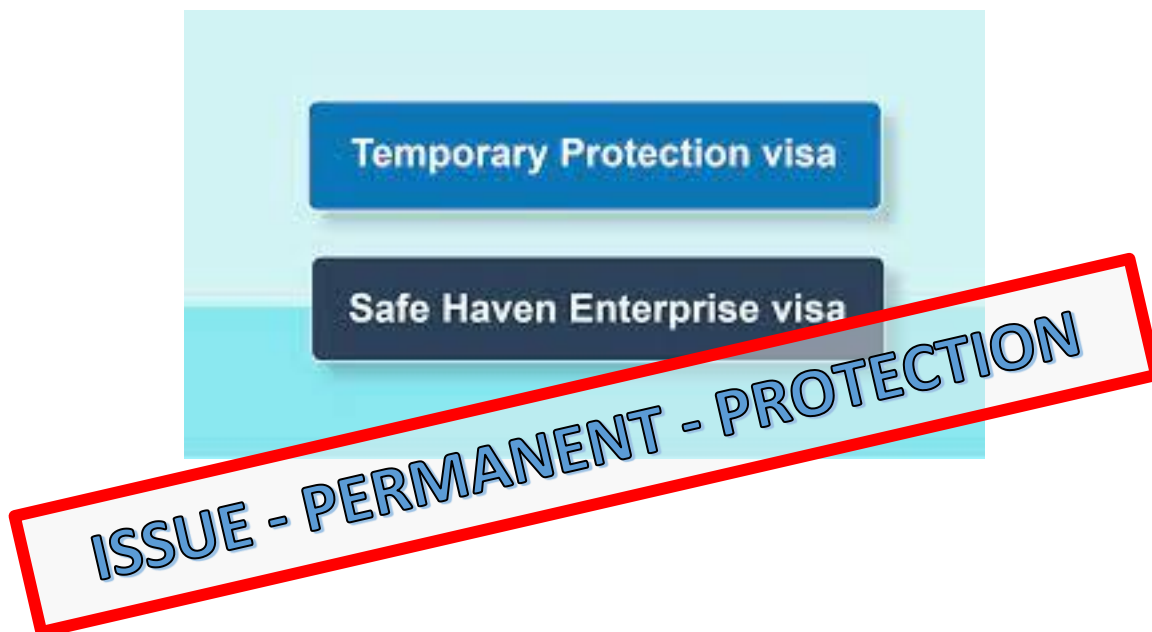 Temporary Protection visa
Safe Haven Enterprise visa
ISSUE - PERMANENT - PROTECTION